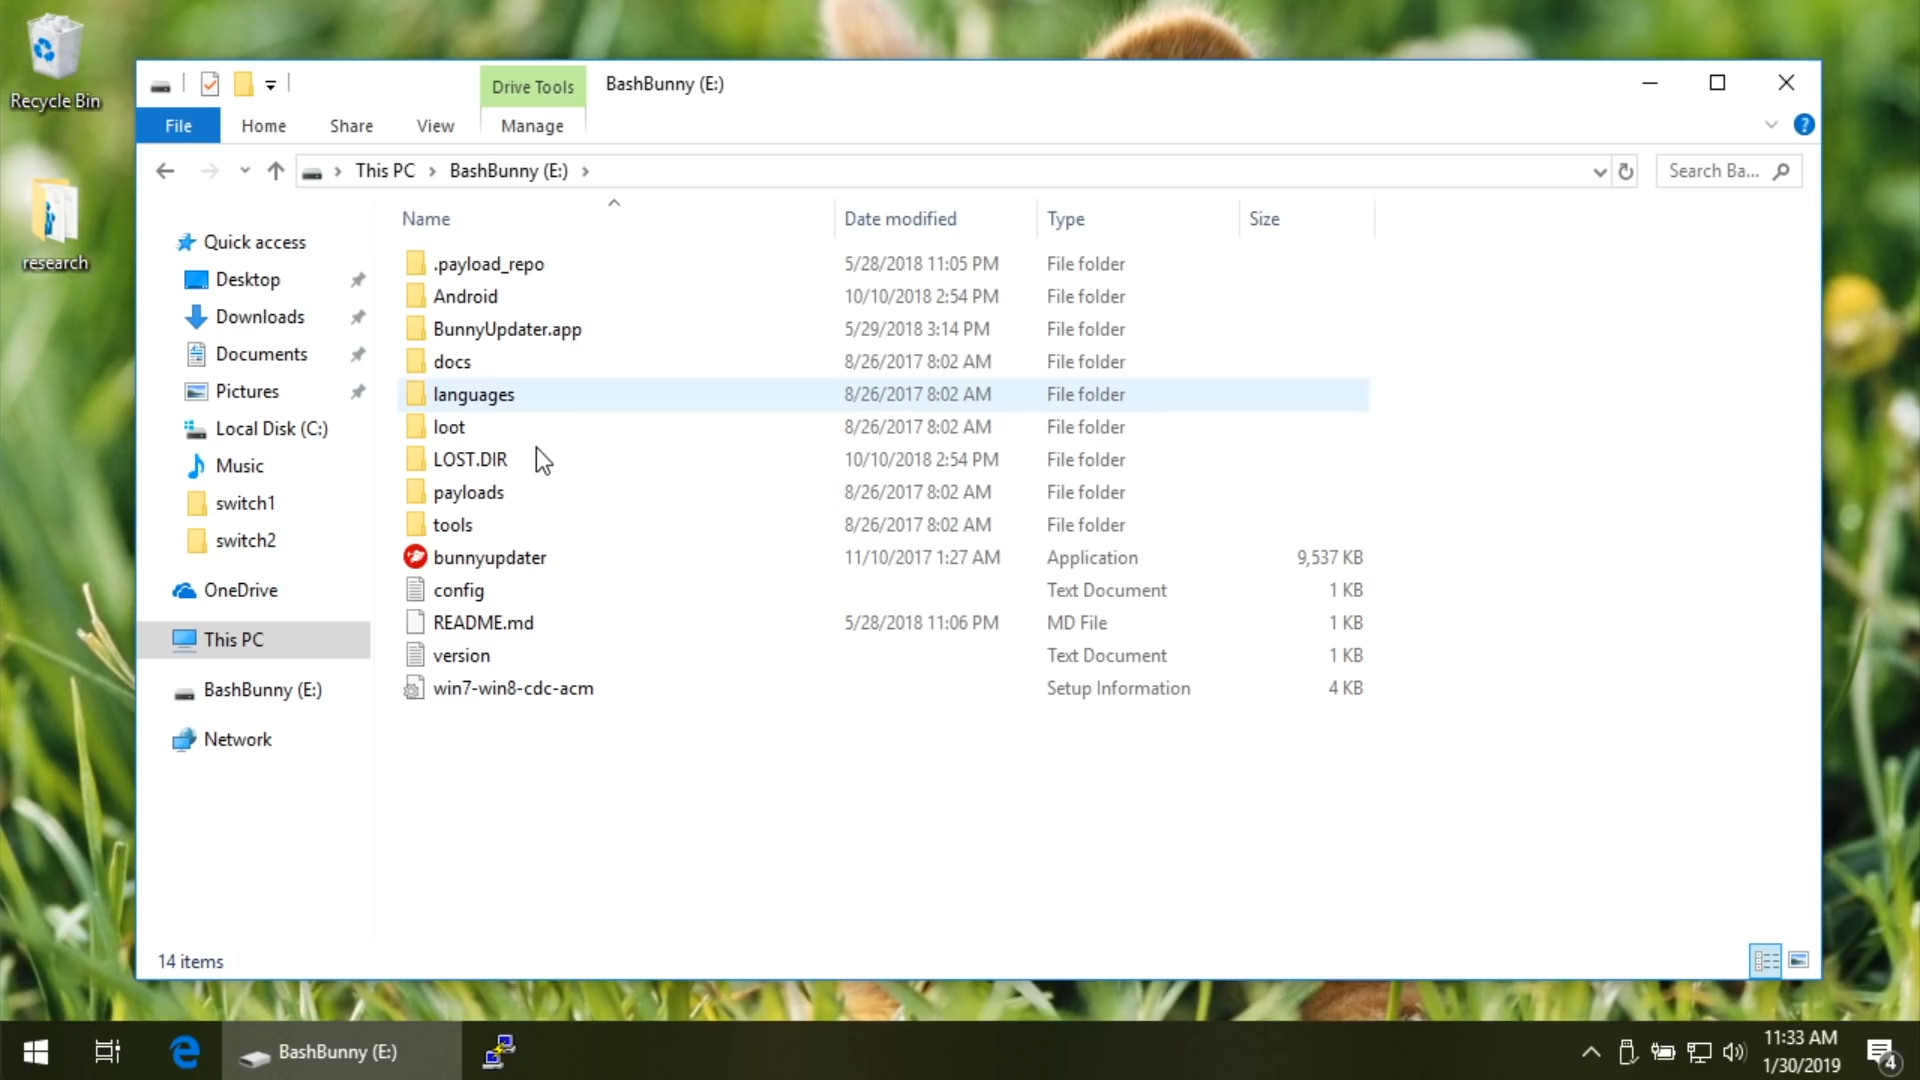 Recycle Bin
research
Drive Tools
BashBunny (E:)
File
Home
Share
View
Manage
?
This PC
BashBunny (E:)
Search Ba...
Name
Date modified
Type
Size
Quick access
Desktop
Downloads
Documents
Pictures
Local Disk (C:)
Music
switch1
switch2
OneDrive
This PC
BashBunny (E:)
Network
.payload_repo 5/28/2018 11:05 PM File folder
Android 10/10/2018 2:54 PM File folder
BunnyUpdater.app 5/29/2018 3:14 PM File folder
docs 8/26/2017 8:02 AM File folder
languages 8/26/2017 8:02 AM File folder
loot 8/26/2017 8:02 AM File folder
LOST.DIR 10/10/2018 2:54 PM File folder
payloads 8/26/2017 8:02 AM File folder
tools 8/26/2017 8:02 AM File folder
bunnyupdater 11/10/2017 1:27 AM Application 9,537 KB
config Text Document 1 KB
README.md 5/28/2018 11:06 PM MD File 1 KB
version Text Document 1 KB
win7-win8-cdc-acm Setup Information 4 KB
14 items
BashBunny (E:)
11:33 AM
1/30/2019
4